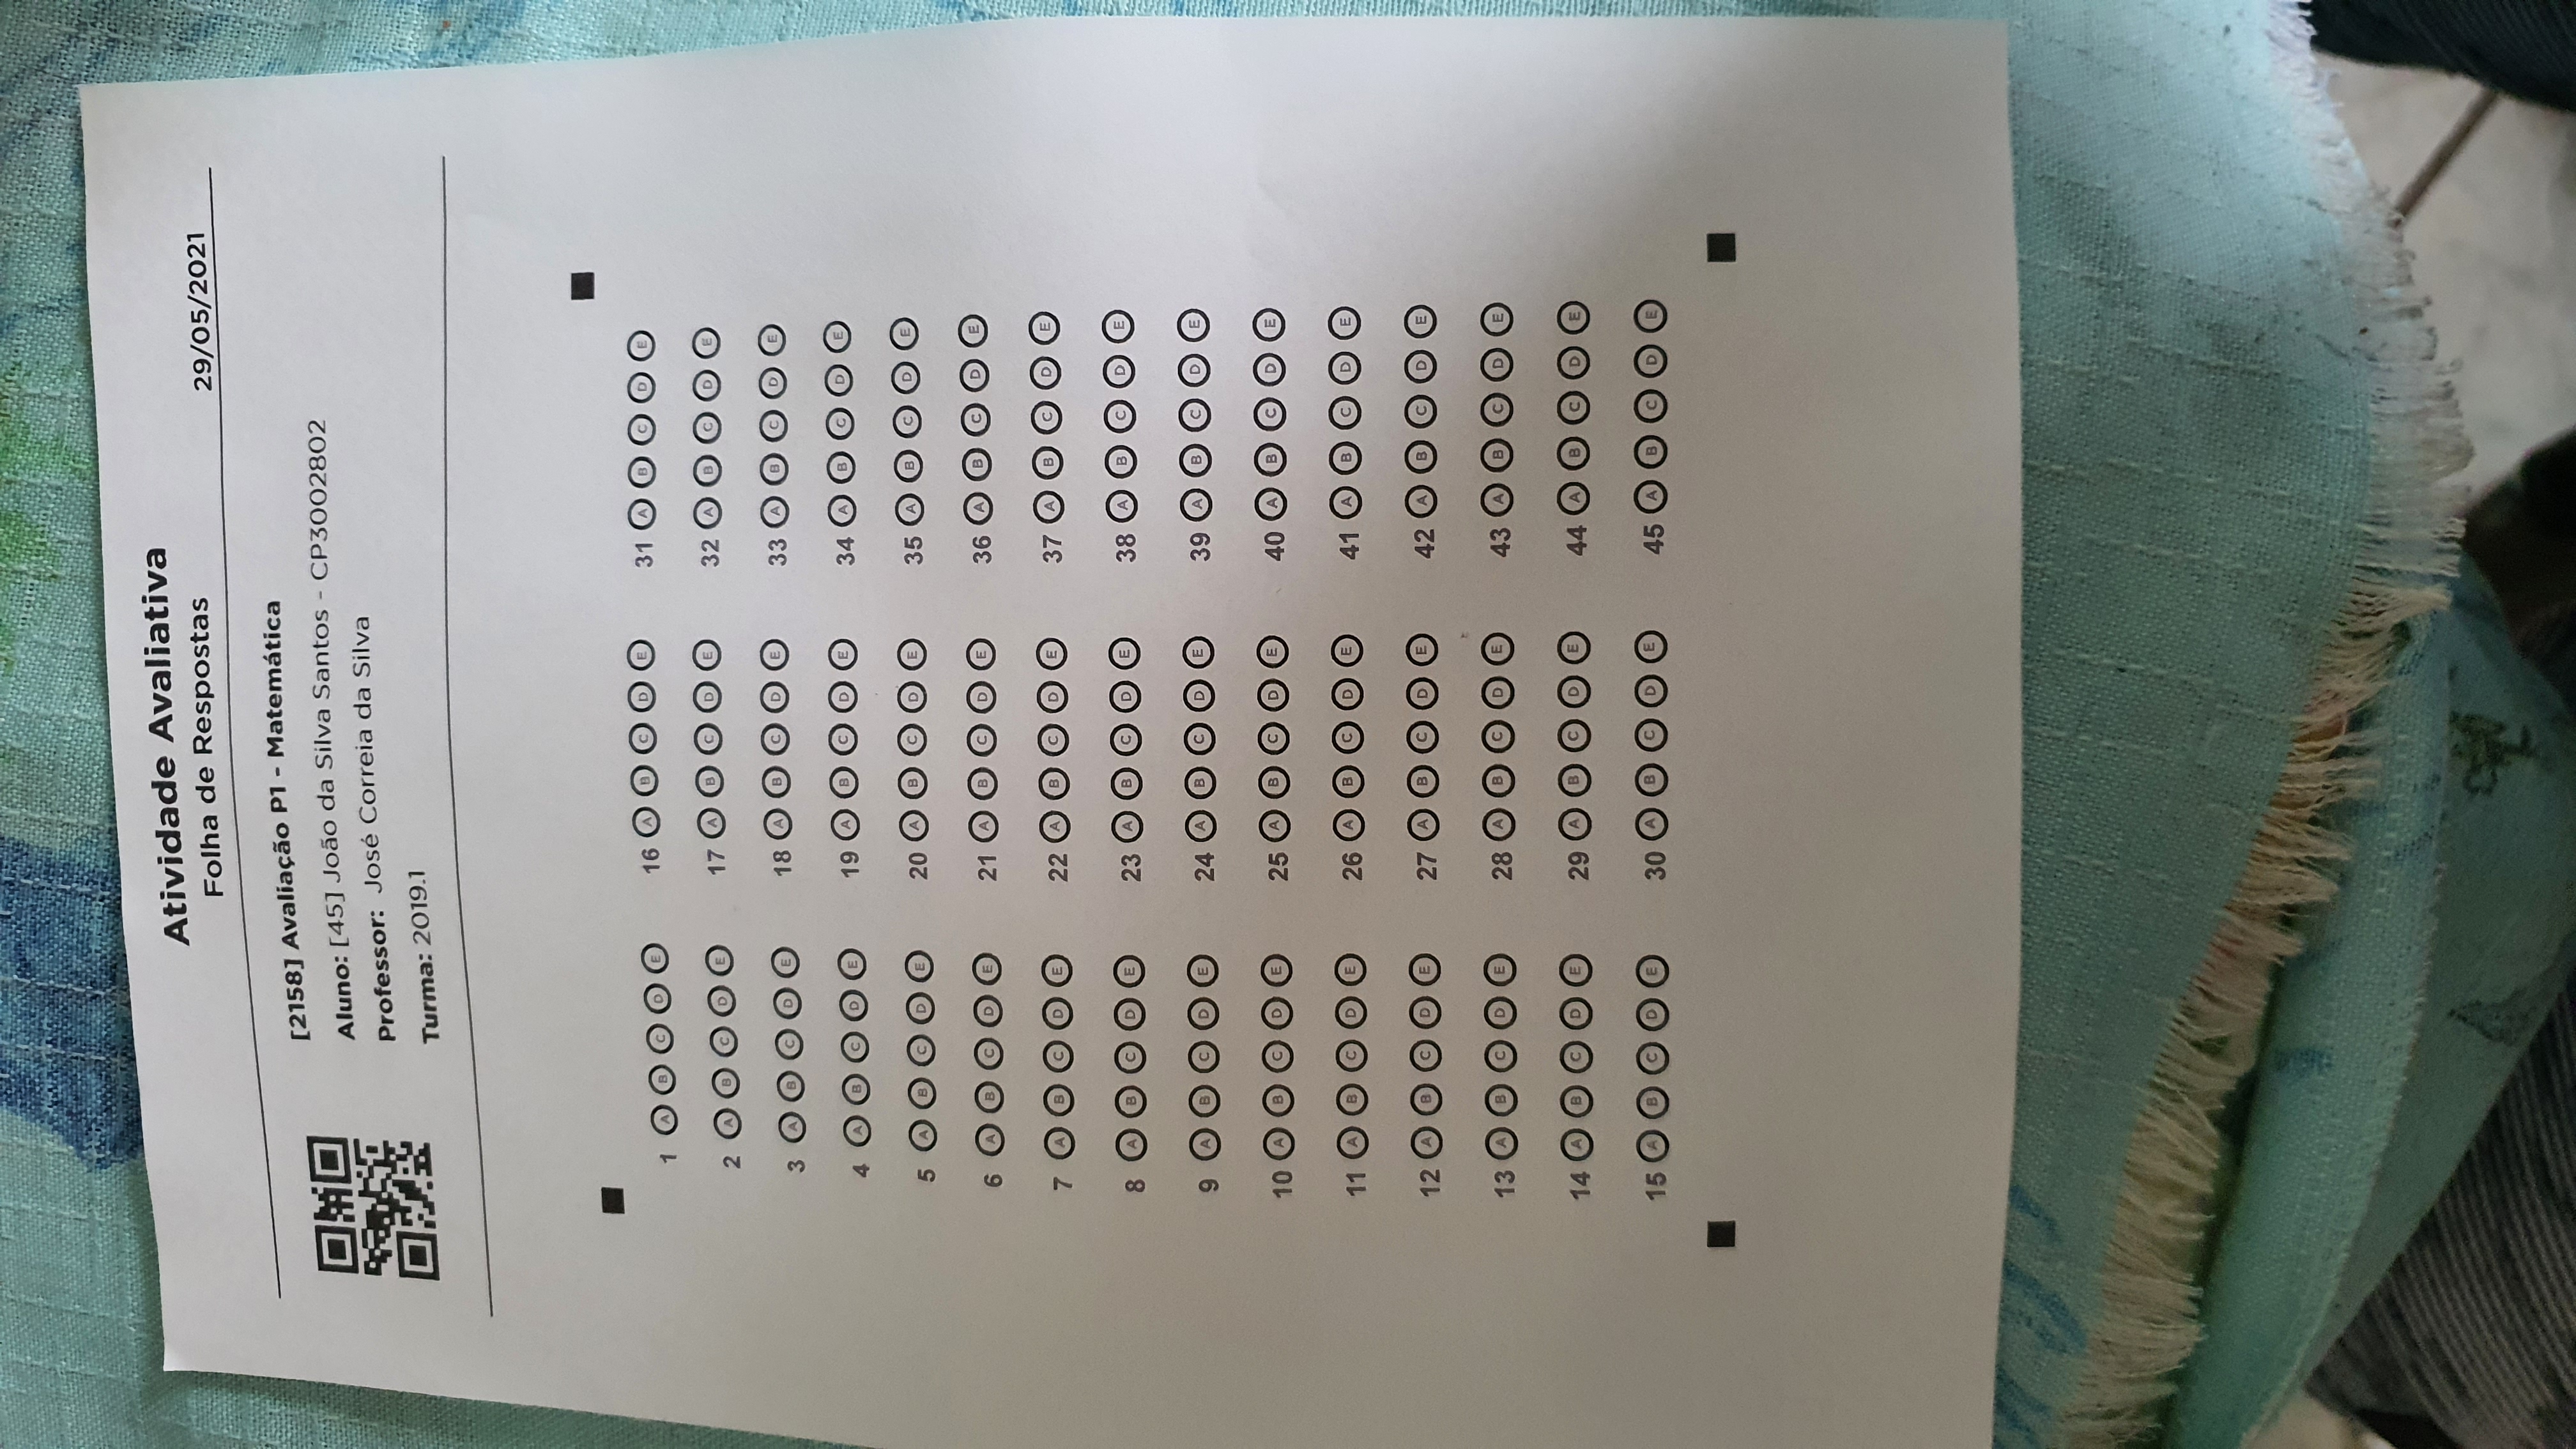 Atividade Avaliativa
Folha de Respostas
29/05/2021
[2158] Avaliação P1 - Matemática
Aluno: [45] João da Silva Santos - CP3002802
Professor: José Correia da Silva
Turma: 2019.1
1 A B C D E 16 A B C D E 31 A B C D E
2 A B C D E 17 A B C D E 32 A B C D E
3 A B C D E 18 A B C D E 33 A B C D E
4 A B C D E 19 A B C D E 34 A B C D E
5 A B C D E 20 A B C D E 35 A B C D E
6 A B C D E 21 A B C D E 36 A B C D E
7 A B C D E 22 A B C D E 37 A B C D E
8 A B C D E 23 A B C D E 38 A B C D E
9 A B C D E 24 A B C D E 39 A B C D E
10 A B C D E 25 A B C D E 40 A B C D E
11 A B C D E 26 A B C D E 41 A B C D E
12 A B C D E 27 A B C D E 42 A B C D E
13 A B C D E 28 A B C D E 43 A B C D E
14 A B C D E 29 A B C D E 44 A B C D E
15 A B C D E 30 A B C D E 45 A B C D E